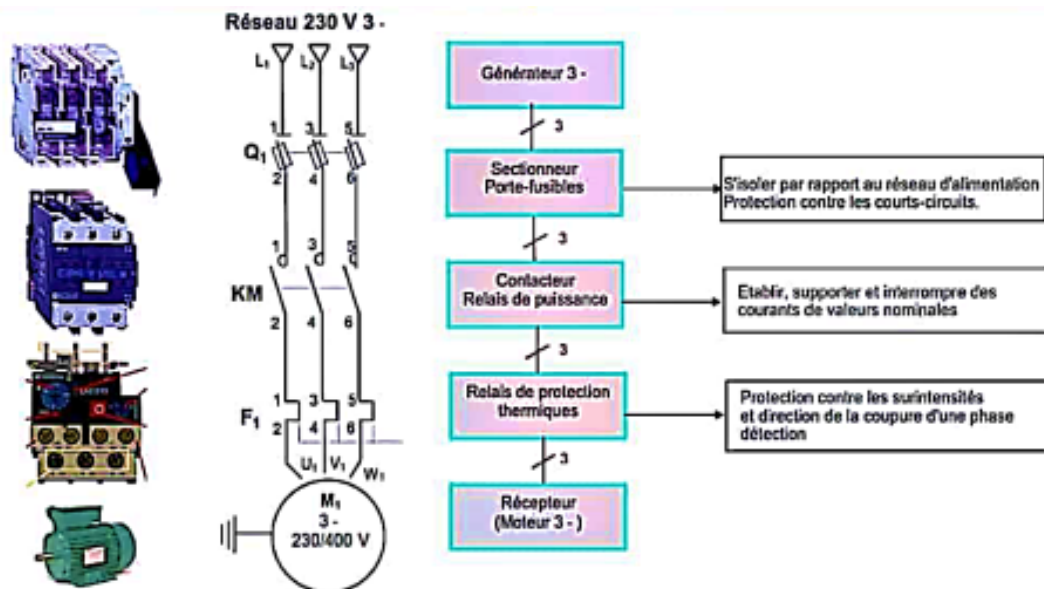 Réseau 230 V 3 -
L1 L2 L3
1 3 5
Q1
2 4 6
1 3 5
KM
2 4 6
1 3 5
F1
2 4 6
U1 V1 W1
M1
3 -
230/400 V
Générateur 3 -
3
Sectionneur
Porte-fusibles
3
Contacteur
Relais de puissance
3
Relais de protection
thermiques
3
Récepteur
(Moteur 3 - )
S'isoler par rapport au réseau d'alimentation
Protection contre les courts-circuits.
Etablir, supporter et interrompre des
courants de valeurs nominales
Protection contre les surintensités
et direction de la coupure d'une phase
détection